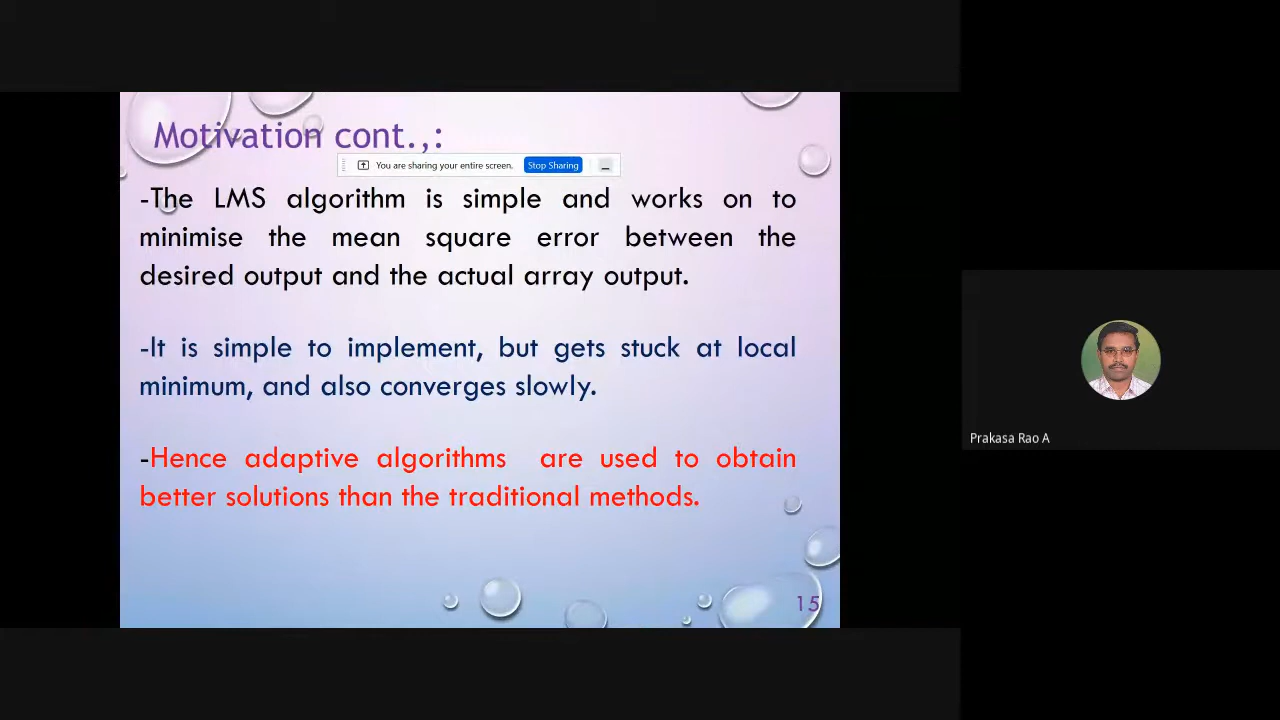 Motivation cont.,:
You are sharing your entire screen.
Stop Sharing
-The LMS algorithm is simple and works on to
minimise the mean square error between the
desired output and the actual array output.
-It is simple to implement, but gets stuck at local
minimum, and also converges slowly.
-Hence adaptive algorithms are used to obtain
better solutions than the traditional methods.
15
Prakasa Rao A